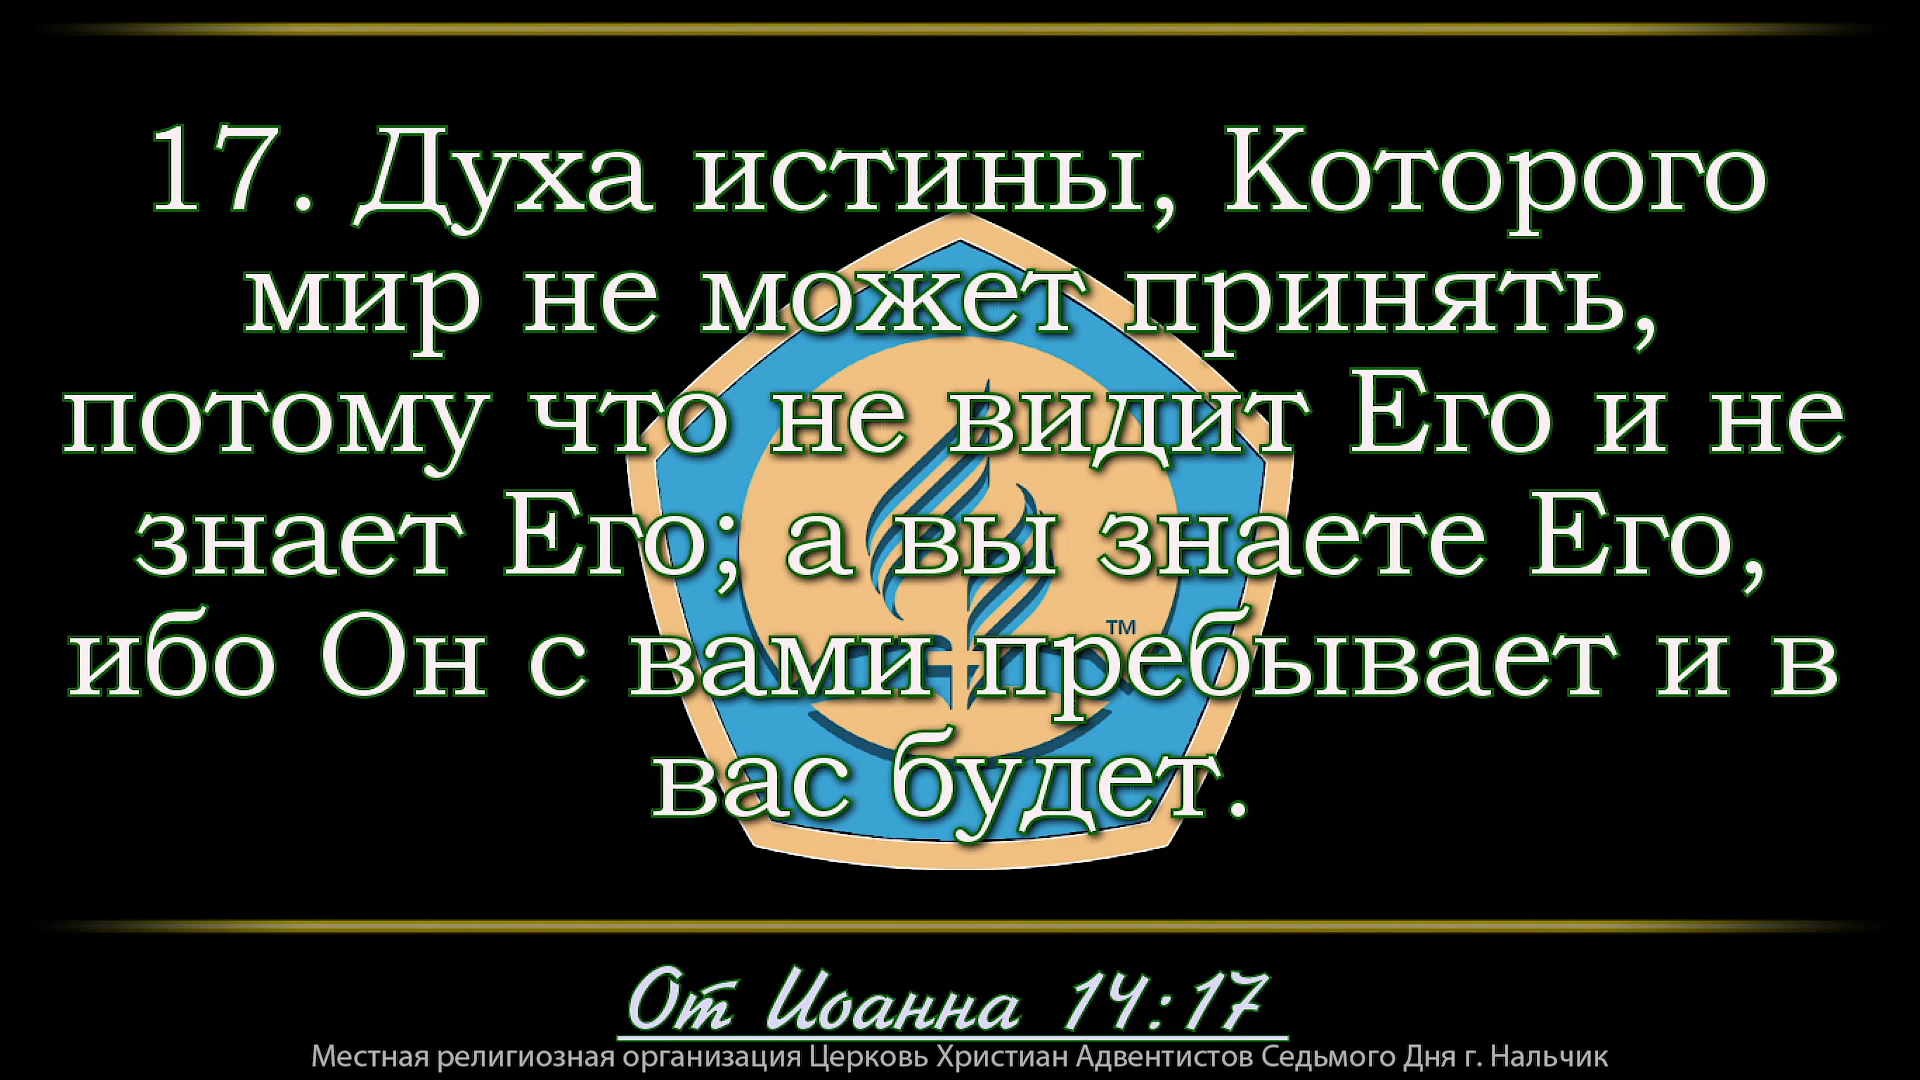 17. Духа истины, Которого
мир не может принять,
потому что не видит Его и не
знает Его; а вы знаете Его,
ибо Он с вами пребывает и в
вас будет.
TM
От Иоанна 14:17
Местная религиозная организация Церковь Христиан Адвентистов Седьмого Дня г. Нальчик